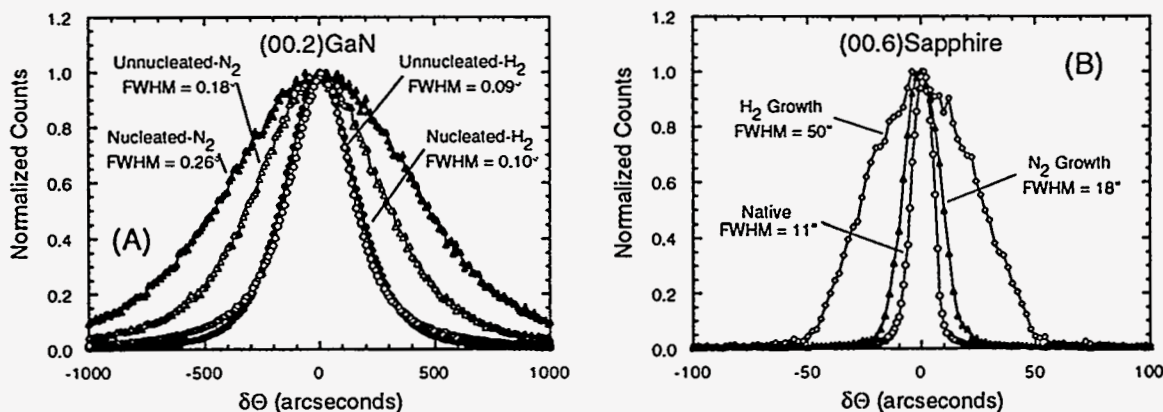 (00.2)GaN
Unnucleated-N₂
FWHM = 0.18˘
Nucleated-N₂
FWHM = 0.26˘
Unnucleated-H₂
FWHM = 0.09˘
Nucleated-H₂
FWHM = 0.10˘
(A)
Normalized Counts
1.2
1.0
0.8
0.6
0.4
0.2
0.0
-1000
-500
0
500
1000
δΘ (arcseconds)
(00.6)Sapphire
(B)
H₂ Growth
FWHM = 50"
N₂ Growth
FWHM = 18"
Native
FWHM = 11"
Normalized Counts
1.2
1.0
0.8
0.6
0.4
0.2
0.0
-100
-50
0
50
100
δΘ (arcseconds)